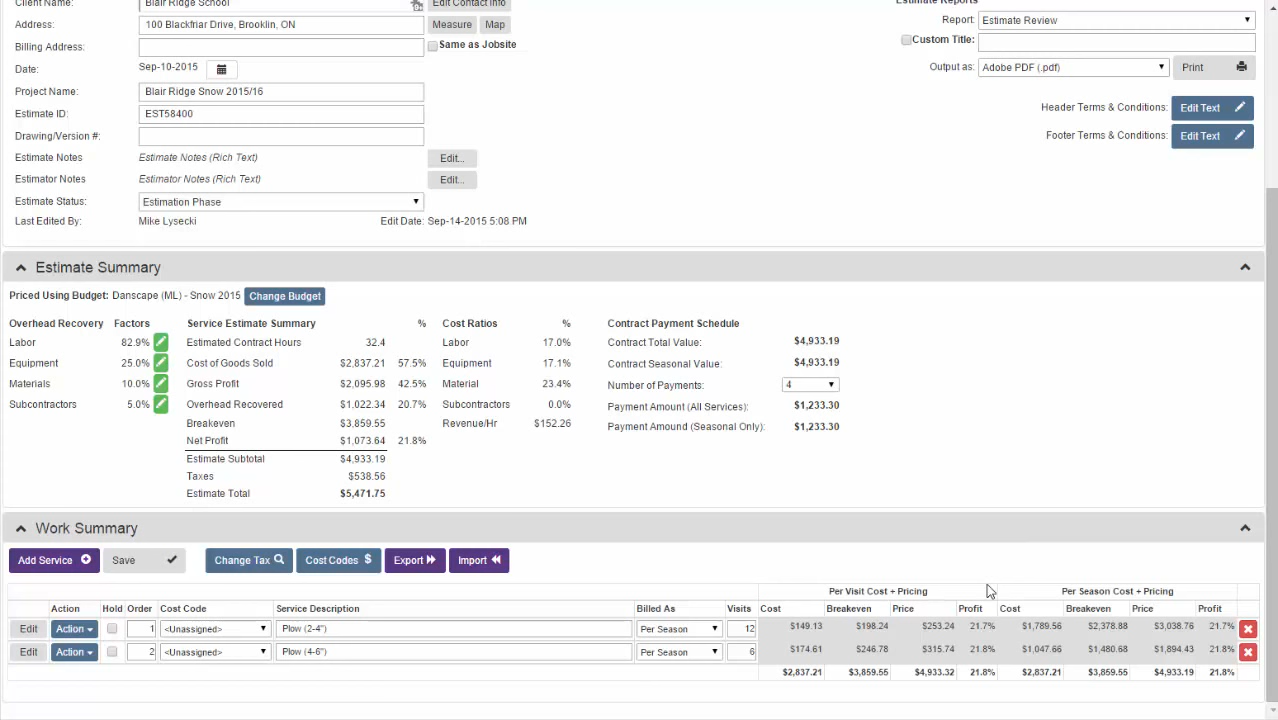 Client Name: Blair Ridge School Edit Contact Info Estimate Reports
Address: 100 Blackfriar Drive, Brooklin, ON Measure Map Report: Estimate Review
Billing Address: Same as Jobsite Custom Title:
Date: Sep-10-2015 Output as: Adobe PDF (.pdf) Print
Project Name: Blair Ridge Snow 2015/16
Estimate ID: EST58400 Header Terms & Conditions: Edit Text
Drawing/Version #: Footer Terms & Conditions: Edit Text
Estimate Notes Estimate Notes (Rich Text) Edit...
Estimator Notes Estimator Notes (Rich Text) Edit...
Estimate Status: Estimation Phase
Last Edited By: Mike Lysecki Edit Date: Sep-14-2015 5:08 PM
Estimate Summary
Priced Using Budget: Danscape (ML) - Snow 2015 Change Budget
Overhead Recovery Factors Service Estimate Summary % Cost Ratios % Contract Payment Schedule
Labor 82.9% Estimated Contract Hours 32.4 Labor 17.0% Contract Total Value: $4,933.19
Equipment 25.0% Cost of Goods Sold $2,837.21 57.5% Equipment 17.1% Contract Seasonal Value: $4,933.19
Materials 10.0% Gross Profit $2,095.98 42.5% Material 23.4% Number of Payments: 4
Subcontractors 5.0% Overhead Recovered $1,022.34 20.7% Subcontractors 0.0% Payment Amount (All Services): $1,233.30
Breakeven $3,859.55 Revenue/Hr $152.26 Payment Amound (Seasonal Only): $1,233.30
Net Profit $1,073.64 21.8%
Estimate Subtotal $4,933.19
Taxes $538.56
Estimate Total $5,471.75
Work Summary
Add Service Save Change Tax Cost Codes $ Export Import
Per Visit Cost + Pricing Per Season Cost + Pricing
Action Hold Order Cost Code Service Description Billed As Visits Cost Breakeven Price Profit Cost Breakeven Price Profit
Edit Action 1 <Unassigned> Plow (2-4") Per Season 12 $149.13 $198.24 $253.24 21.7% $1,789.56 $2,378.88 $3,038.76 21.7%
Edit Action 2 <Unassigned> Plow (4-6") Per Season 6 $174.61 $246.78 $315.74 21.8% $1,047.66 $1,480.68 $1,894.43 21.8%
$2,837.21 $3,859.55 $4,933.32 21.8% $2,837.21 $3,859.55 $4,933.19 21.8%